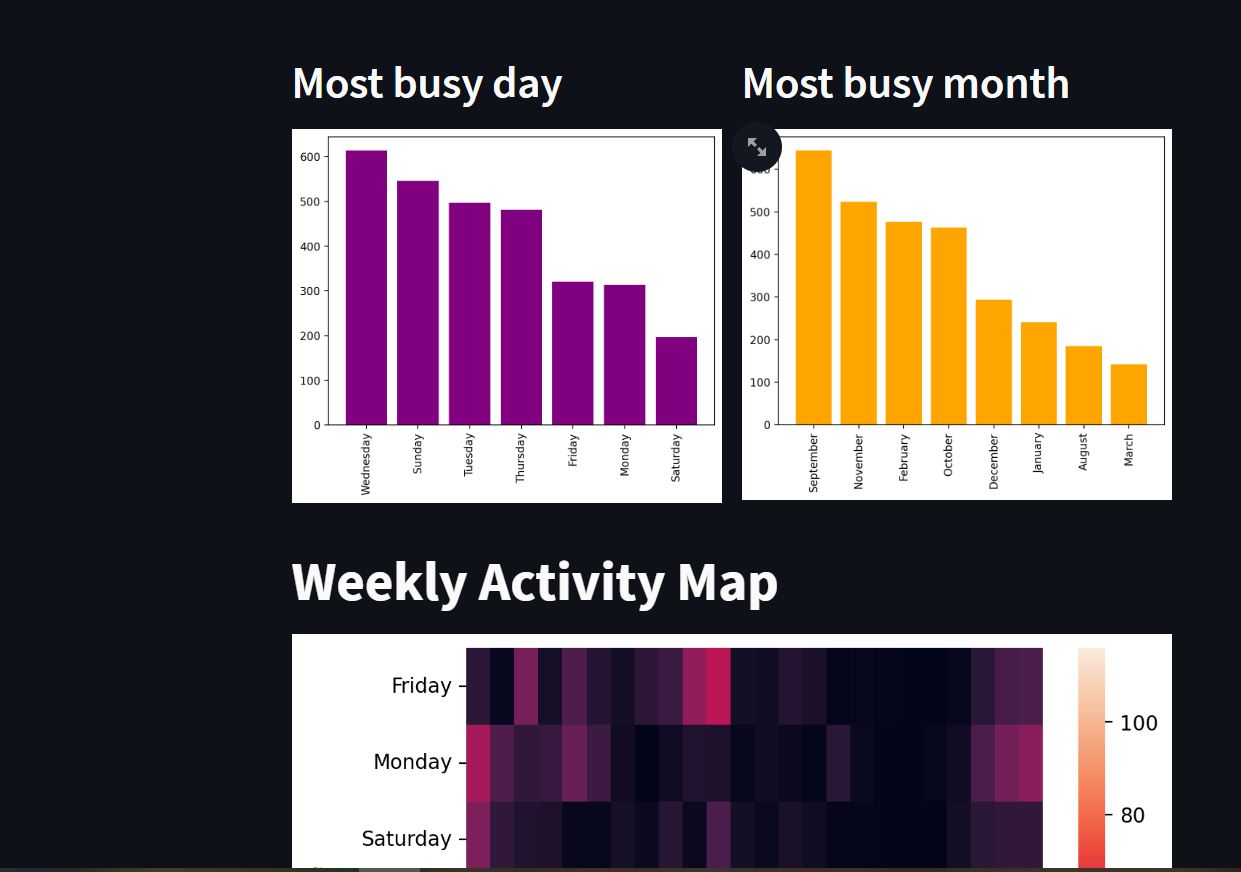 Most busy day
Most busy month
600
500
400
300
200
100
0
Wednesday
Sunday
Tuesday
Thursday
Friday
Monday
Saturday
500
400
300
200
100
0
September
November
February
October
December
January
August
March
Weekly Activity Map
Friday
Monday
Saturday
100
80